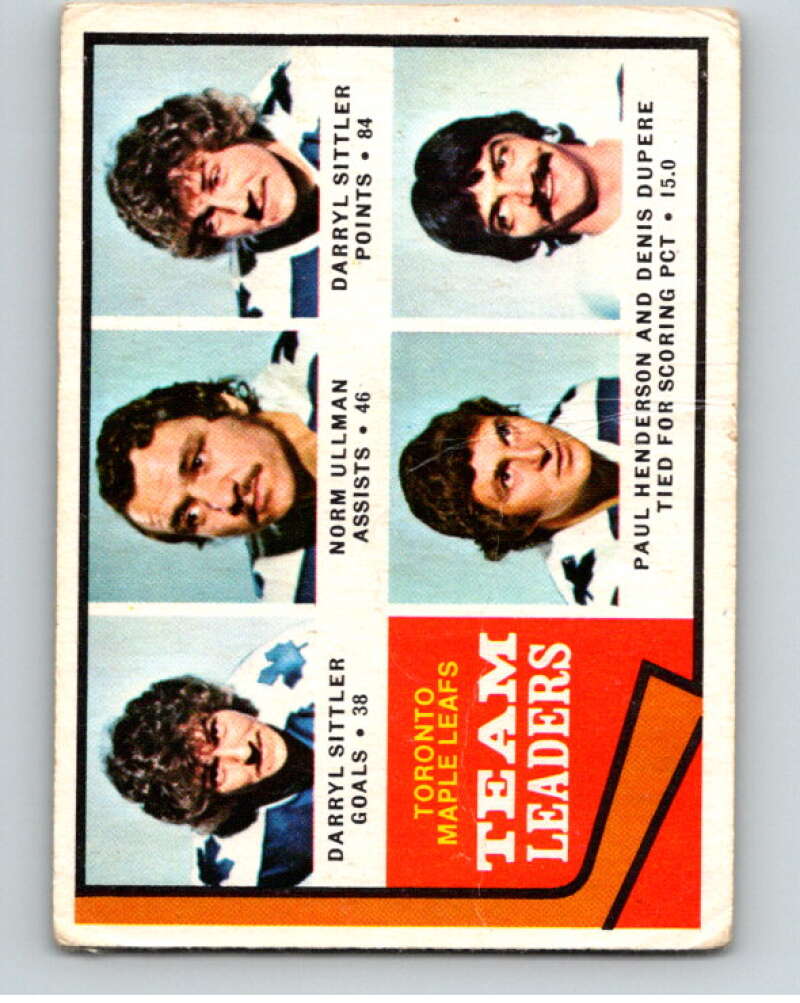 DARRYL SITTLER
GOALS • 38
NORM ULLMAN
ASSISTS • 46
DARRYL SITTLER
POINTS • 84
TORONTO
MAPLE LEAFS
TEAM
LEADERS
PAUL HENDERSON AND DENIS DUPERE
TIED FOR SCORING PCT • 15.0